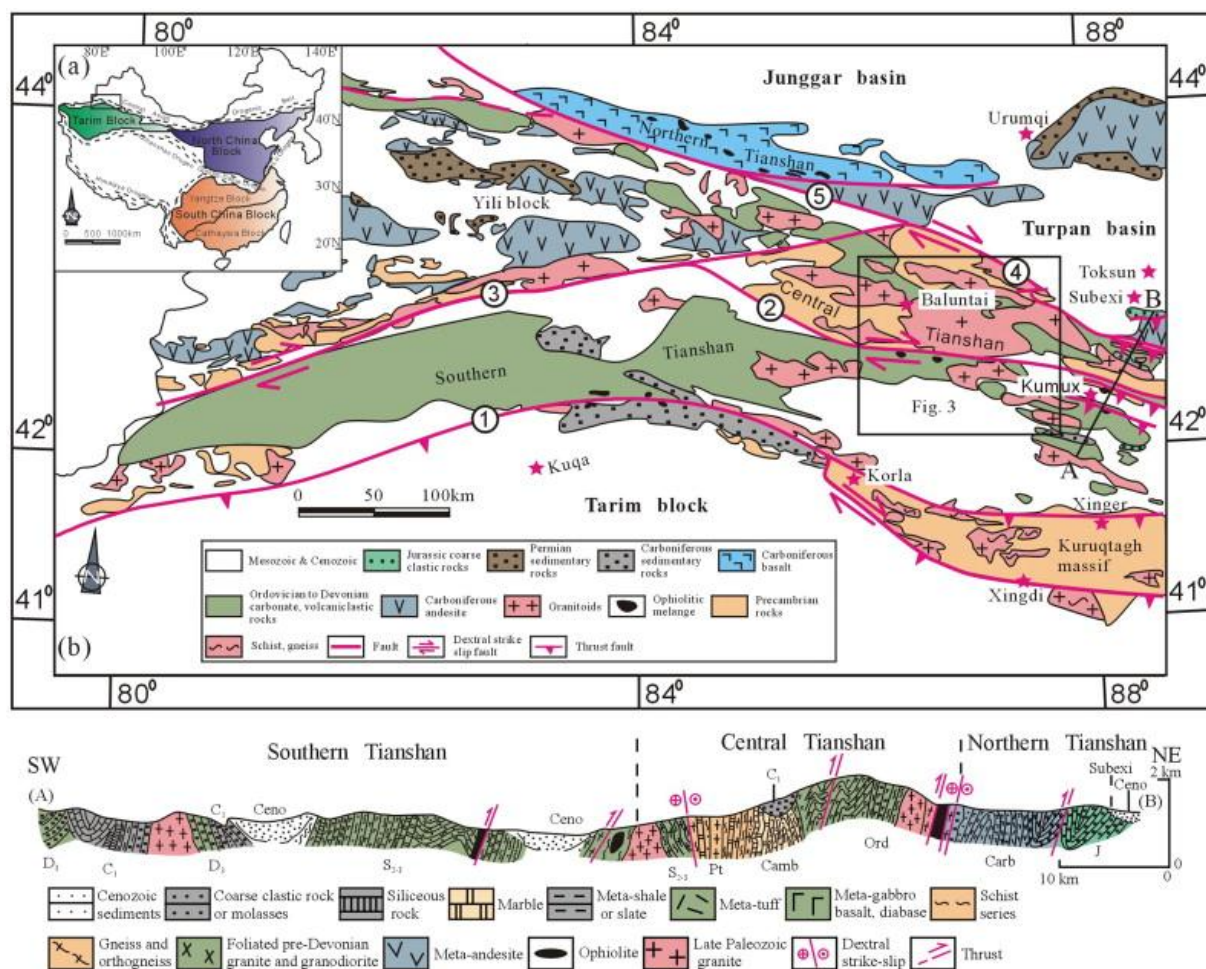 80⁰ 84⁰ 88⁰
(a)
80°E 100°E 120°E 140°E
Tarim Block
North China
Block
40°N
30°N
20°N
Yangtze Block
South China Block
Cathaysia Block
N
0 500 1000km
44⁰
44⁰
Junggar basin
Urumqi
Northern
Tianshan
Yili block
5
Turpan basin
Toksun
Subexi
B
4
3
2
Central
Baluntai
Tianshan
Tianshan
Southern
Kumux
Fig. 3
42⁰
42⁰
1
Kuqa
A
Korla
0 50 100km
Tarim block
Xinger
Kuruqtagh
massif
Xingdi
N
41⁰
41⁰
Mesozoic & Cenozoic
Jurassic coarse
clastic rocks
Permian
sedimentary
rocks
Carboniferous
sedimentary
rocks
Carboniferous
basalt
Ordovician to Devonian
carbonate, volcaniclastic
rocks
Carboniferous
andesite
Granitoids
Ophiolitic
melange
Precambrian
rocks
Schist, gneiss
Fault
Dextral strike
slip fault
Thrust fault
(b)
80⁰ 84⁰ 88⁰
Southern Tianshan
Central Tianshan
Northern Tianshan
SW
NE
(A)
(B)
Subexi
Ceno
2 km
0
Ceno
Ceno
C₁
Ord
Camb
Pt
Carb
J
10 km
0
Cenozoic
sediments
Coarse clastic rock
or molasses
Siliceous
rock
Marble
Meta-shale
or slate
Meta-tuff
Meta-gabbro
basalt, diabase
Schist
series
Gneiss and
orthogneiss
Foliated pre-Devonian
granite and granodiorite
Meta-andesite
Ophiolite
Late Paleozoic
granite
Dextral
strike-slip
Thrust